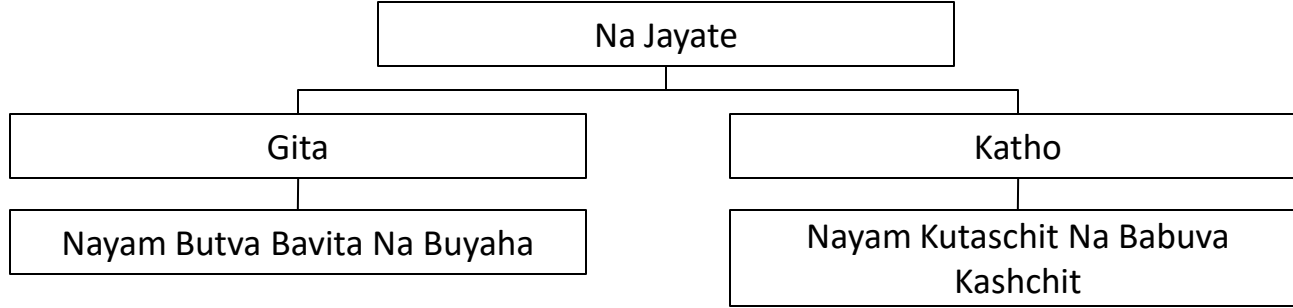 Na Jayate
Gita
Katho
Nayam Butva Bavita Na Buyaha
Nayam Kutaschit Na Babuva
Kashchit